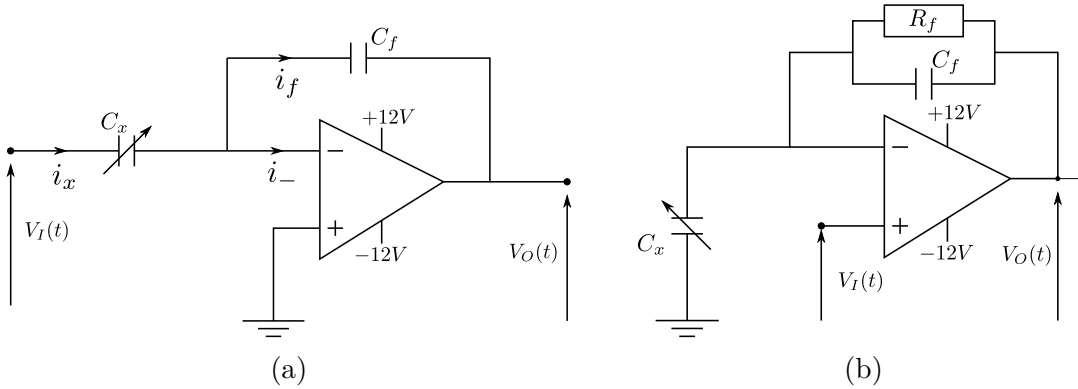 C_f
i_f
C_x
+12V
−
i_x
i_−
V_I(t)
+
−12V
V_O(t)
(a)
R_f
C_f
+12V
−
C_x
+
V_I(t)
−12V
V_O(t)
(b)